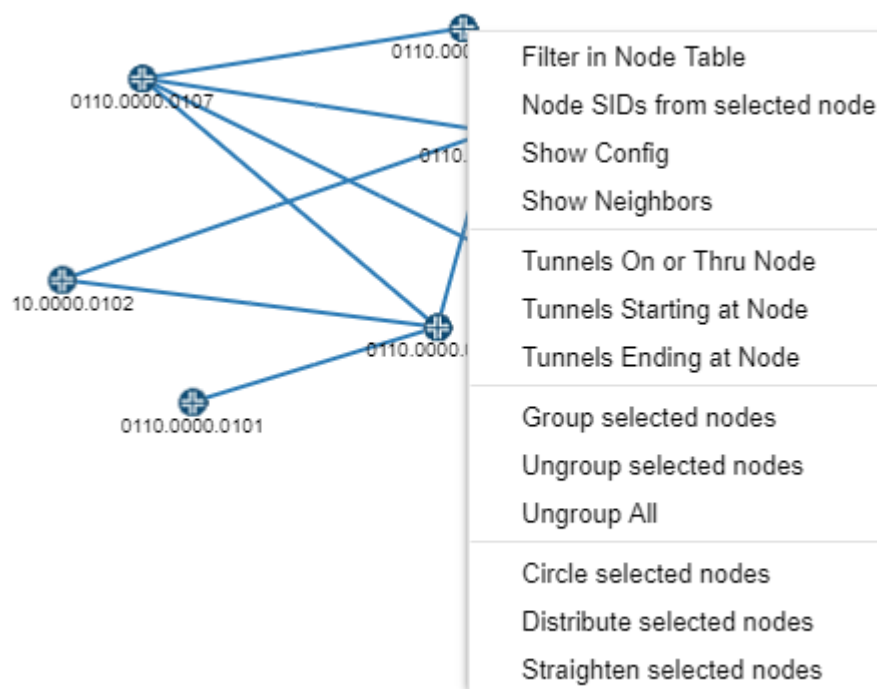 0110.000
0110.0000.0107
0110.
10.0000.0102
0110.0000.
0110.0000.0101
Filter in Node Table
Node SIDs from selected node
Show Config
Show Neighbors
Tunnels On or Thru Node
Tunnels Starting at Node
Tunnels Ending at Node
Group selected nodes
Ungroup selected nodes
Ungroup All
Circle selected nodes
Distribute selected nodes
Straighten selected nodes